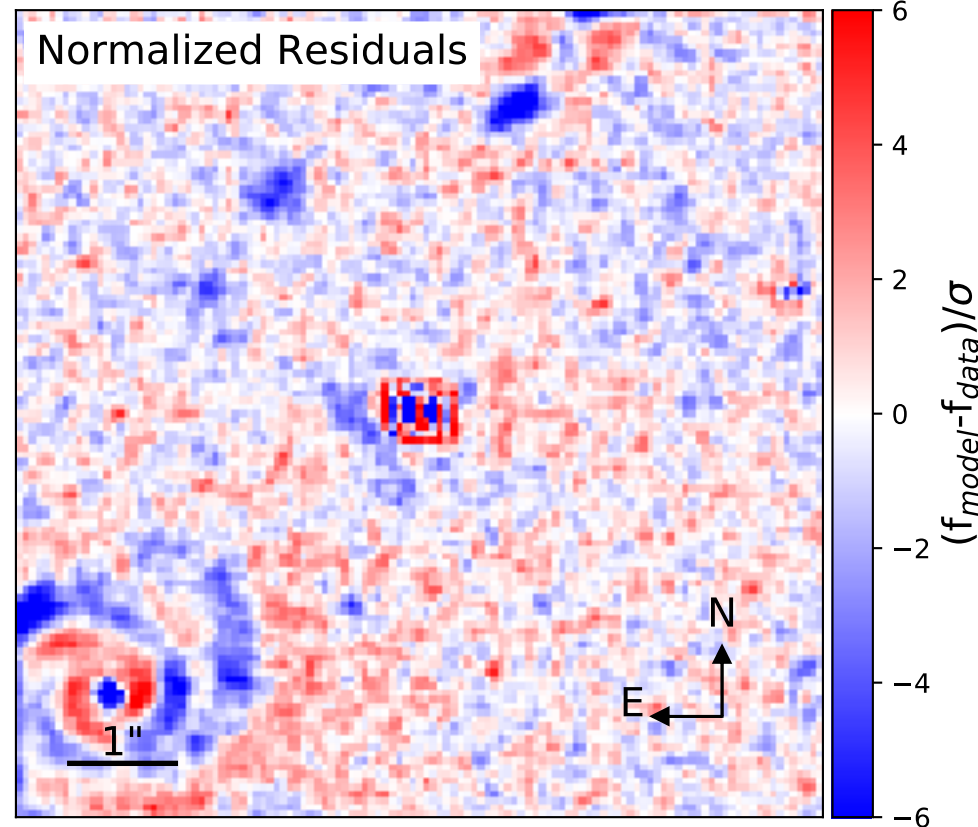 Normalized Residuals
6
4
2
0
−2
−4
−6
(f_model-f_data)/σ
N
E
1"